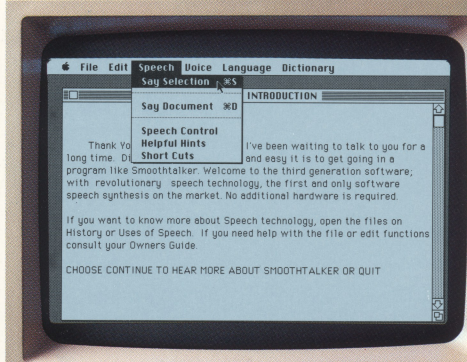 File Edit Speech Voice Language Dictionary
Say Selection ⌘S
Say Document ⌘D
Speech Control
Helpful Hints
Short Cuts
INTRODUCTION
Thank Yo I've been waiting to talk to you for a
long time. Di and easy it is to get going in a
program like Smoothtalker. Welcome to the third generation software;
with revolutionary speech technology, the first and only software
speech synthesis on the market. No additional hardware is required.
If you want to know more about Speech technology, open the files on
History or Uses of Speech. If you need help with the file or edit functions
consult your Owners Guide.
CHOOSE CONTINUE TO HEAR MORE ABOUT SMOOTHTALKER OR QUIT